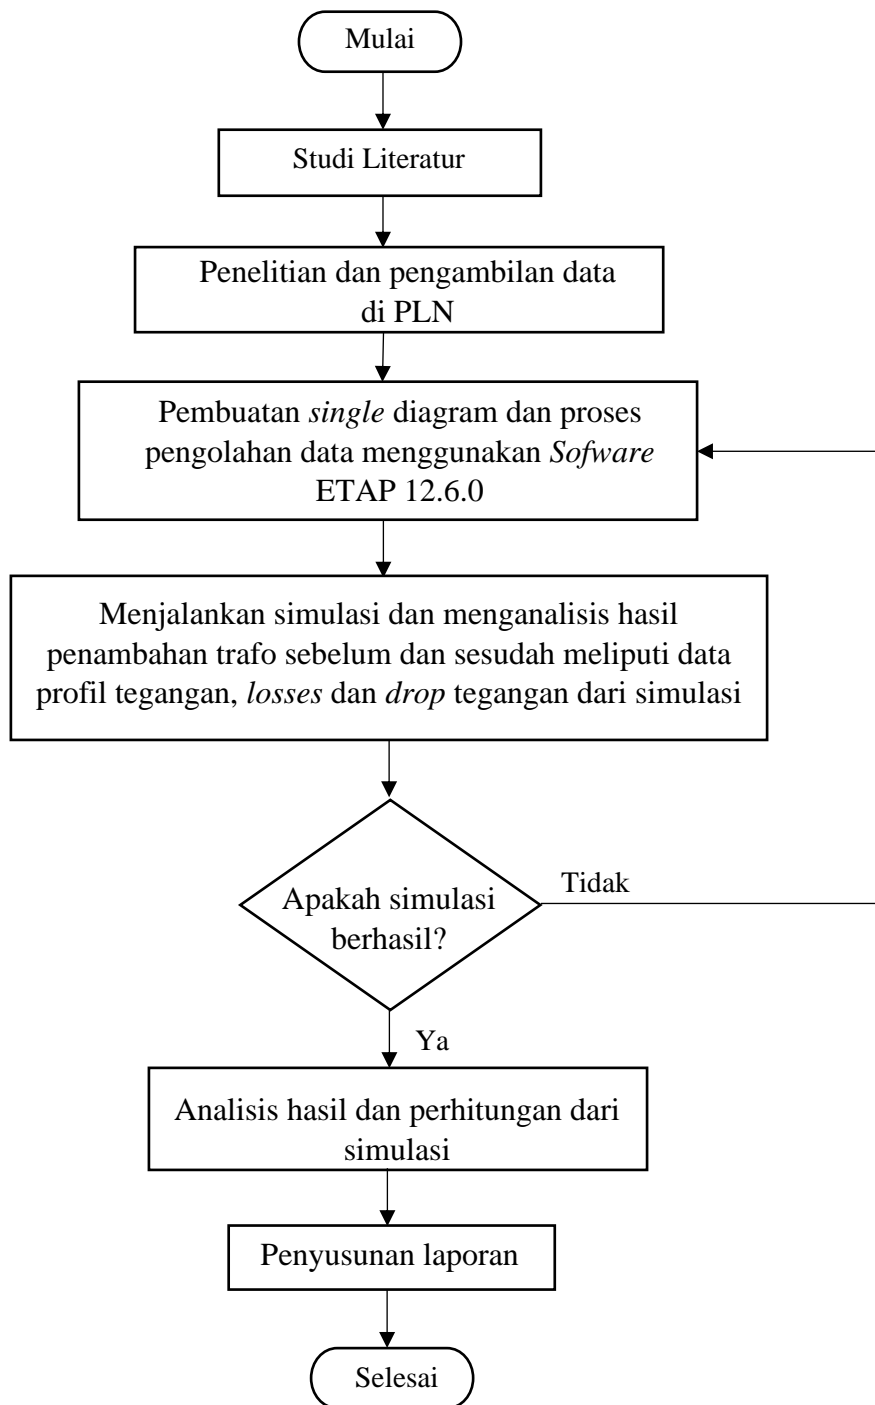 Mulai
Studi Literatur
Penelitian dan pengambilan data
di PLN
Pembuatan single diagram dan proses
pengolahan data menggunakan Sofware
ETAP 12.6.0
Menjalankan simulasi dan menganalisis hasil
penambahan trafo sebelum dan sesudah meliputi data
profil tegangan, losses dan drop tegangan dari simulasi
Apakah simulasi
berhasil?
Tidak
Ya
Analisis hasil dan perhitungan dari
simulasi
Penyusunan laporan
Selesai